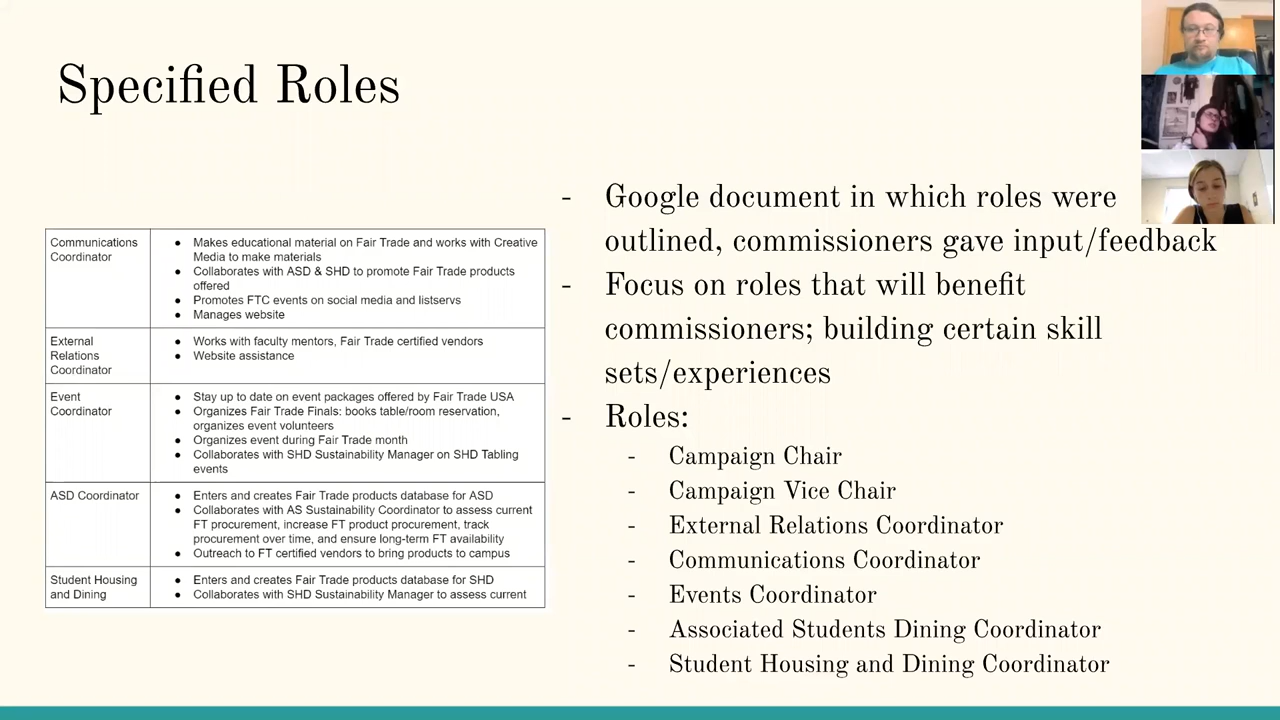 Specified Roles
Communications
Coordinator
● Makes educational material on Fair Trade and works with Creative
Media to make materials
● Collaborates with ASD & SHD to promote Fair Trade products
offered
● Promotes FTC events on social media and listservs
● Manages website
External
Relations
Coordinator
● Works with faculty mentors, Fair Trade certified vendors
● Website assistance
Event
Coordinator
● Stay up to date on event packages offered by Fair Trade USA
● Organizes Fair Trade Finals: books table/room reservation,
organizes event volunteers
● Organizes event during Fair Trade month
● Collaborates with SHD Sustainability Manager on SHD Tabling
events
ASD Coordinator
● Enters and creates Fair Trade products database for ASD
● Collaborates with AS Sustainability Coordinator to assess current
FT procurement, increase FT product procurement, track
procurement over time, and ensure long-term FT availability
● Outreach to FT certified vendors to bring products to campus
Student Housing
and Dining
● Enters and creates Fair Trade products database for SHD
● Collaborates with SHD Sustainability Manager to assess current
- Google document in which roles were
outlined, commissioners gave input/feedback
- Focus on roles that will benefit
commissioners; building certain skill
sets/experiences
- Roles:
- Campaign Chair
- Campaign Vice Chair
- External Relations Coordinator
- Communications Coordinator
- Events Coordinator
- Associated Students Dining Coordinator
- Student Housing and Dining Coordinator